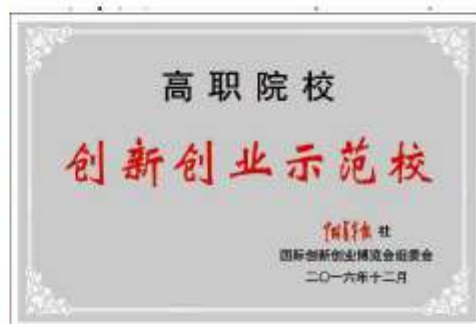 高职院校
创新创业示范校
社
国际创新创业博览会组委会
二〇一六年十二月